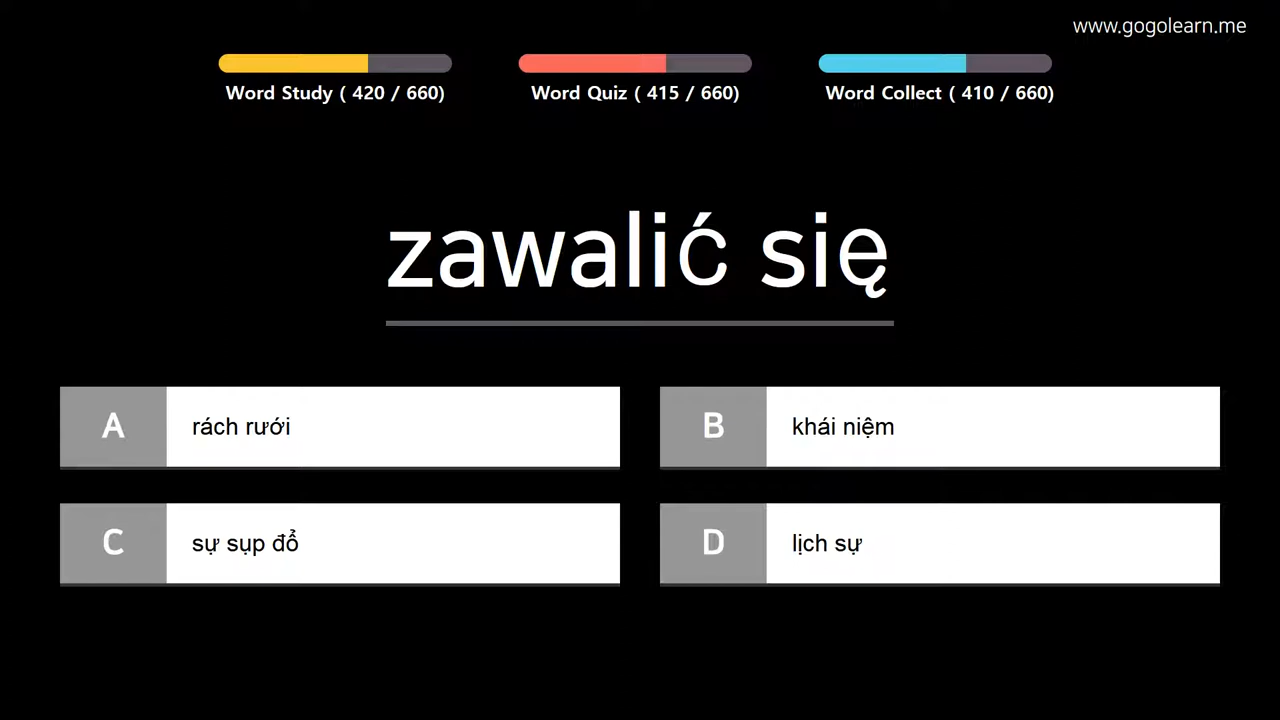 www.gogolearn.me
Word Study ( 420 / 660)
Word Quiz ( 415 / 660)
Word Collect ( 410 / 660)
zawalić się
A
rách rưới
B
khái niệm
C
sự sụp đổ
D
lịch sự